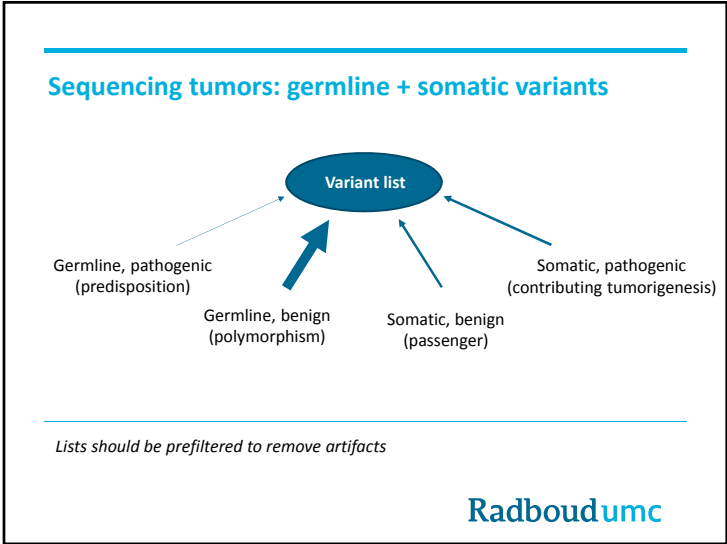 Sequencing tumors: germline + somatic variants
Variant list
Germline, pathogenic
(predisposition)
Germline, benign
(polymorphism)
Somatic, benign
(passenger)
Somatic, pathogenic
(contributing tumorigenesis)
Lists should be prefiltered to remove artifacts
Radboudumc